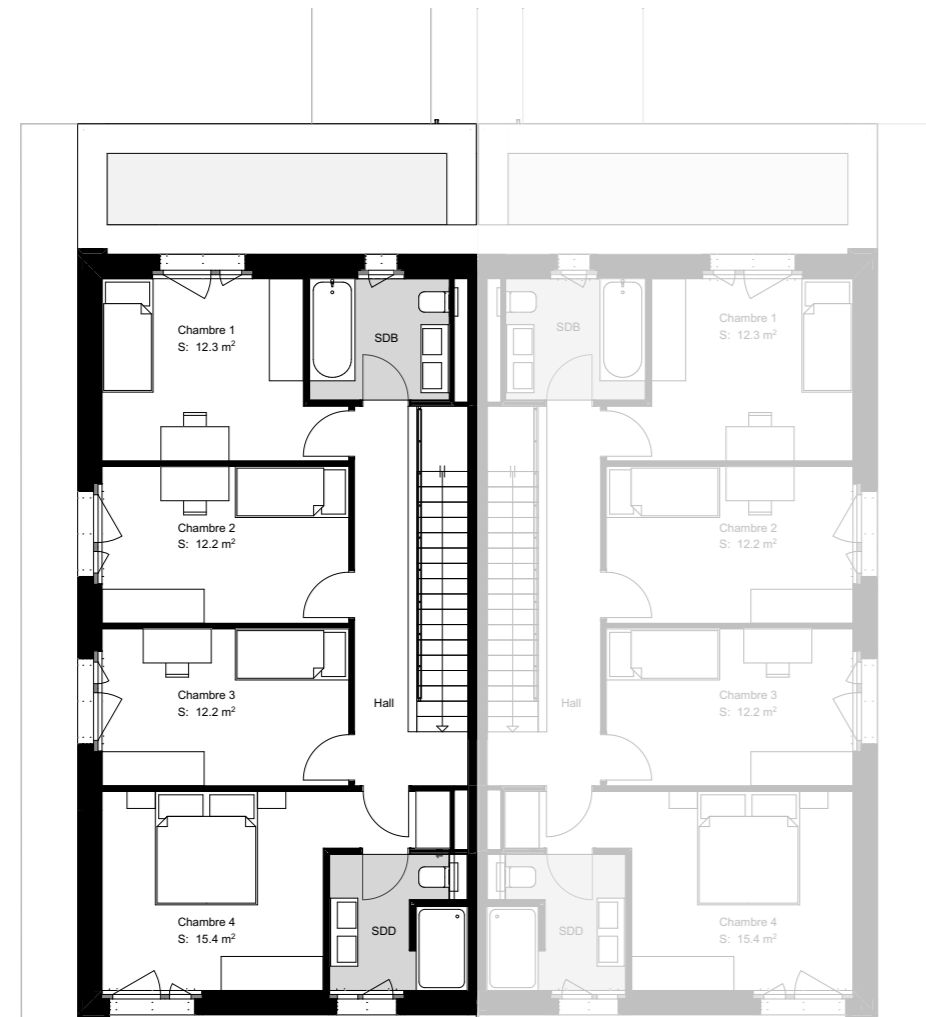 Chambre 1
S: 12.3 m²
SDB
SDB
Chambre 1
S: 12.3 m²
Chambre 2
S: 12.2 m²
Chambre 2
S: 12.2 m²
Chambre 3
S: 12.2 m²
Hall
Hall
Chambre 3
S: 12.2 m²
Chambre 4
S: 15.4 m²
SDD
SDD
Chambre 4
S: 15.4 m²